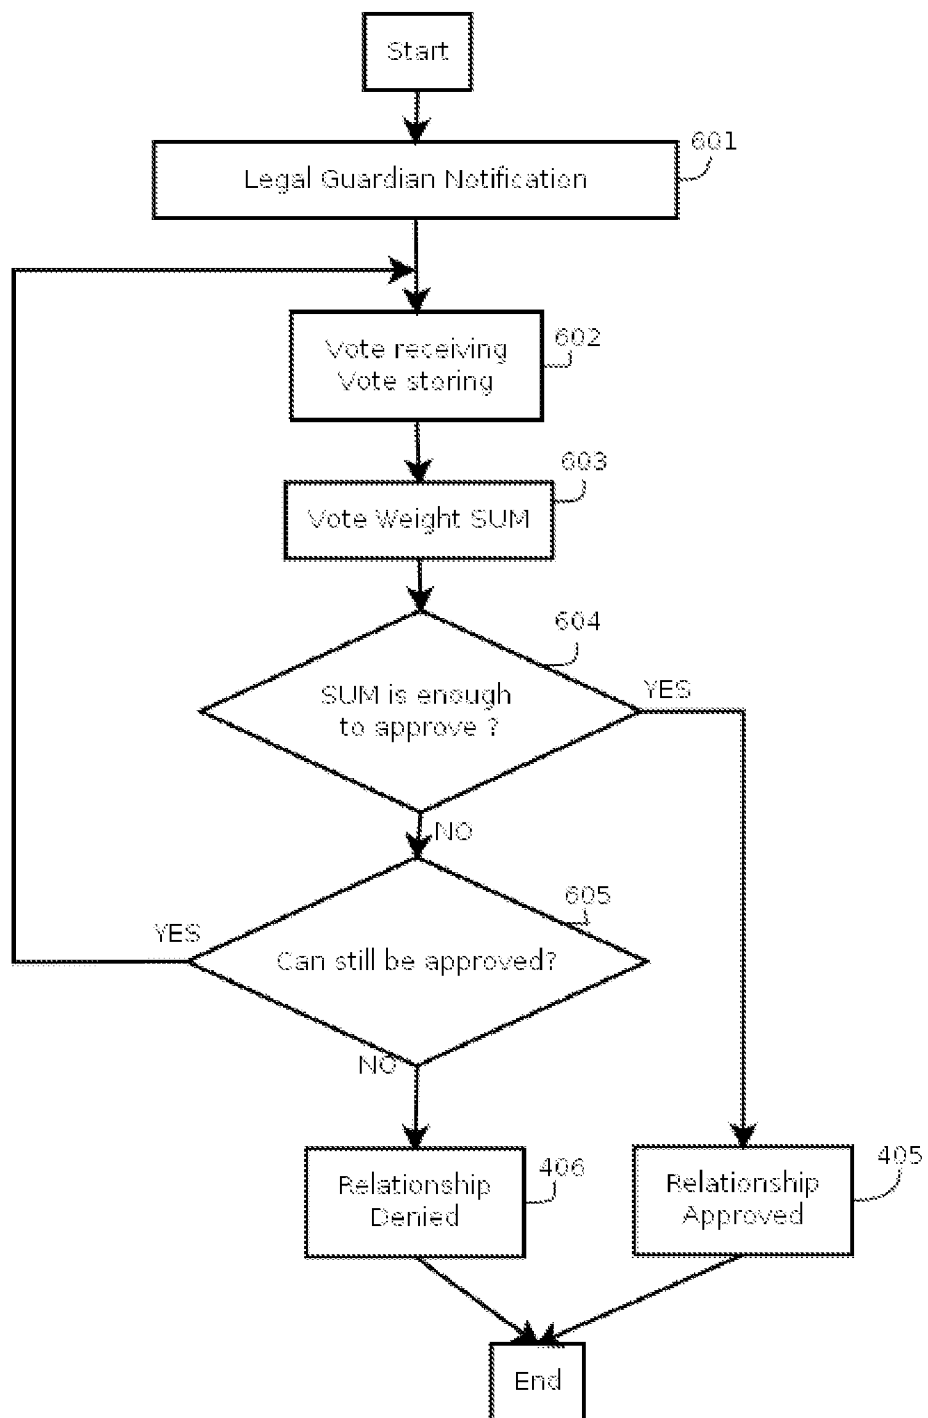 Start
601
Legal Guardian Notification
602
Vote receiving
Vote storing
603
Vote Weight SUM
604
SUM is enough
to approve ?
YES
NO
605
Can still be approved?
YES
NO
406
Relationship
Denied
405
Relationship
Approved
End